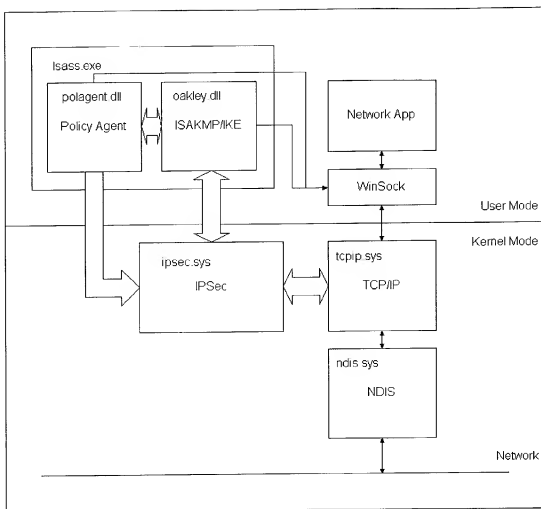 lsass.exe
polagent.dll
Policy Agent
oakley.dll
ISAKMP/IKE
Network App
WinSock
User Mode
Kernel Mode
ipsec.sys
IPSec
tcpip.sys
TCP/IP
ndis.sys
NDIS
Network